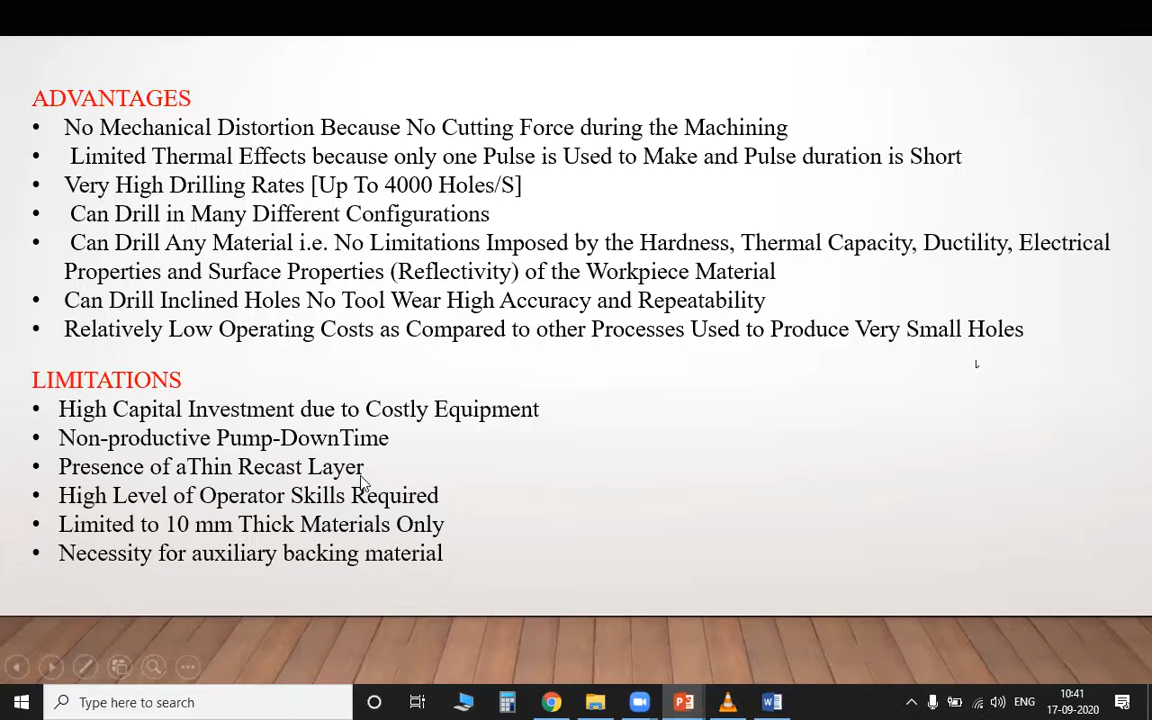 ADVANTAGES
• No Mechanical Distortion Because No Cutting Force during the Machining
• Limited Thermal Effects because only one Pulse is Used to Make and Pulse duration is Short
• Very High Drilling Rates [Up To 4000 Holes/S]
• Can Drill in Many Different Configurations
• Can Drill Any Material i.e. No Limitations Imposed by the Hardness, Thermal Capacity, Ductility, Electrical
Properties and Surface Properties (Reflectivity) of the Workpiece Material
• Can Drill Inclined Holes No Tool Wear High Accuracy and Repeatability
• Relatively Low Operating Costs as Compared to other Processes Used to Produce Very Small Holes
LIMITATIONS
• High Capital Investment due to Costly Equipment
• Non-productive Pump-DownTime
• Presence of aThin Recast Layer
• High Level of Operator Skills Required
• Limited to 10 mm Thick Materials Only
• Necessity for auxiliary backing material
Type here to search
ENG
10:41
17-09-2020